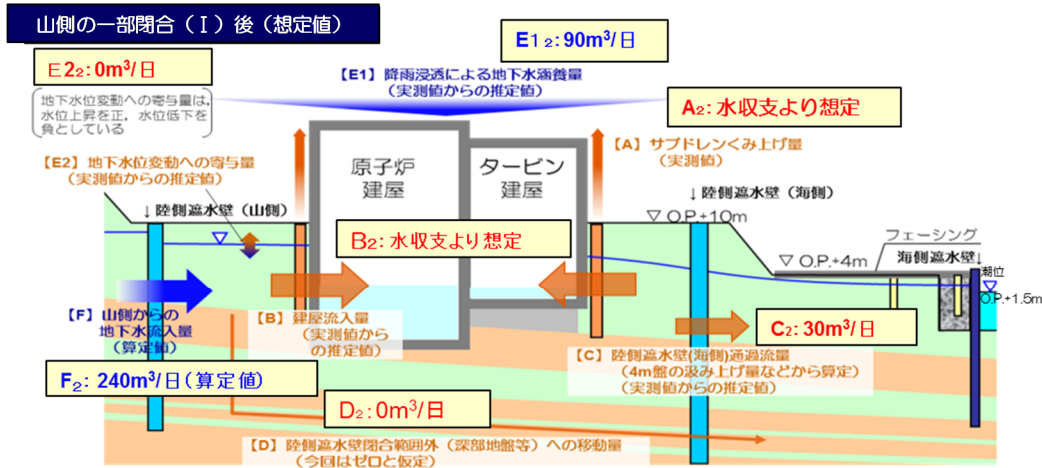 山側の一部閉合（Ⅰ）後（想定値）
E1₂: 90m³/日
E2₂: 0m³/日
【E1】降雨浸透による地下水涵養量
（実測値からの推定値）
地下水位変動への寄与量は、
水位上昇を正、水位低下を
負としている
A₂: 水収支より想定
【A】サブドレンくみ上げ量
（実測値）
【E2】地下水位変動への寄与量
（実測値からの推定値）
原子炉
建屋
タービン
建屋
↓陸側遮水壁（山側）
↓陸側遮水壁（海側）
▽ O.P.+10m
B₂: 水収支より想定
フェーシング
▽ O.P.+4m
海側遮水壁↓
潮位
O.P.+1.5m
【F】山側からの
地下水流入量
（算定値）
【B】建屋流入量
（実測値から
の推定値）
C₂: 30m³/日
【C】陸側遮水壁(海側)通過流量
（4m盤の汲み上げ量などから算定）
（実測値からの推定値）
F₂: 240m³/日(算定値)
D₂: 0m³/日
【D】陸側遮水壁閉合範囲外（深部地盤等）への移動量
（今回はゼロと仮定）